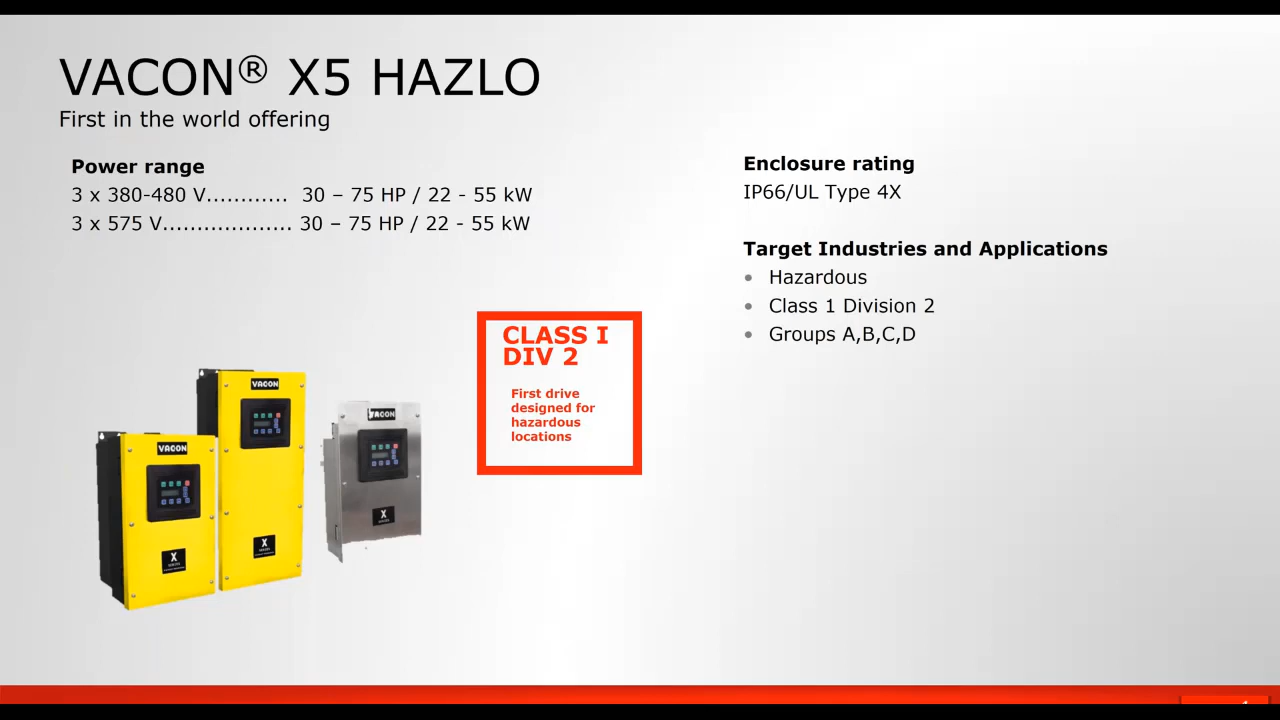 VACON® X5 HAZLO
First in the world offering
Power range
3 x 380-480 V............ 30 – 75 HP / 22 - 55 kW
3 x 575 V................... 30 – 75 HP / 22 - 55 kW
Enclosure rating
IP66/UL Type 4X
Target Industries and Applications
• Hazardous
• Class 1 Division 2
• Groups A,B,C,D
CLASS I
DIV 2
First drive
designed for
hazardous
locations
VACON
VACON
VACON
X
X
X